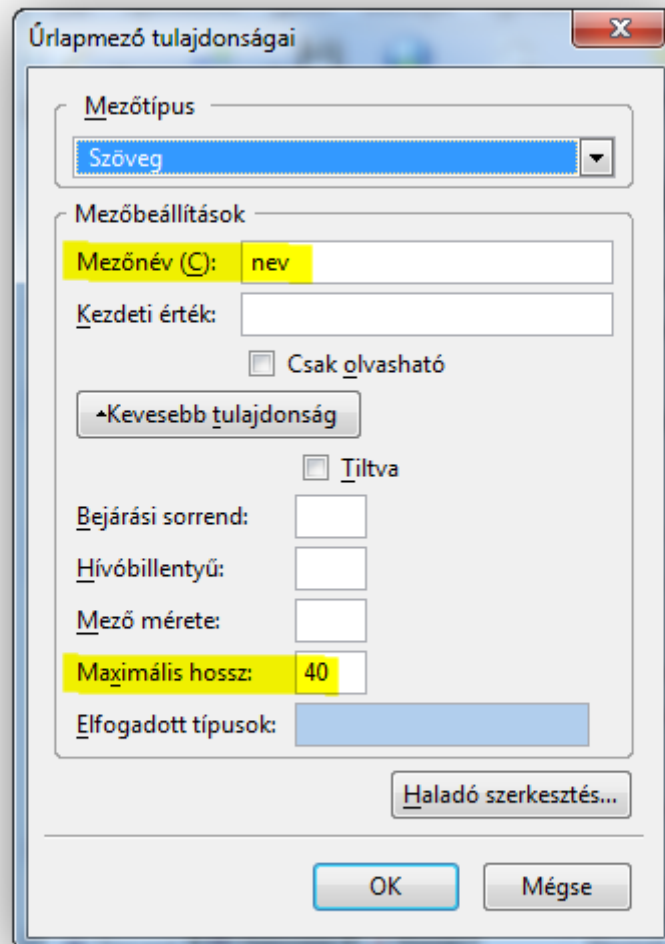 Űrlapmező tulajdonságai
Mezőtípus
Szöveg
Mezőbeállítások
Mezőnév (C): nev
Kezdeti érték:
Csak olvasható
Kevesebb tulajdonság
Tiltva
Bejárási sorrend:
Hívóbillentyű:
Mező mérete:
Maximális hossz: 40
Elfogadott típusok:
Haladó szerkesztés...
OK Mégse